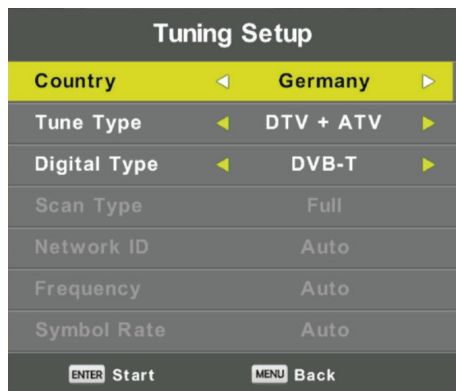 Tuning Setup
Country Germany
Tune Type DTV + ATV
Digital Type DVB-T
Scan Type Full
Network ID Auto
Frequency Auto
Symbol Rate Auto
ENTER Start MENU Back